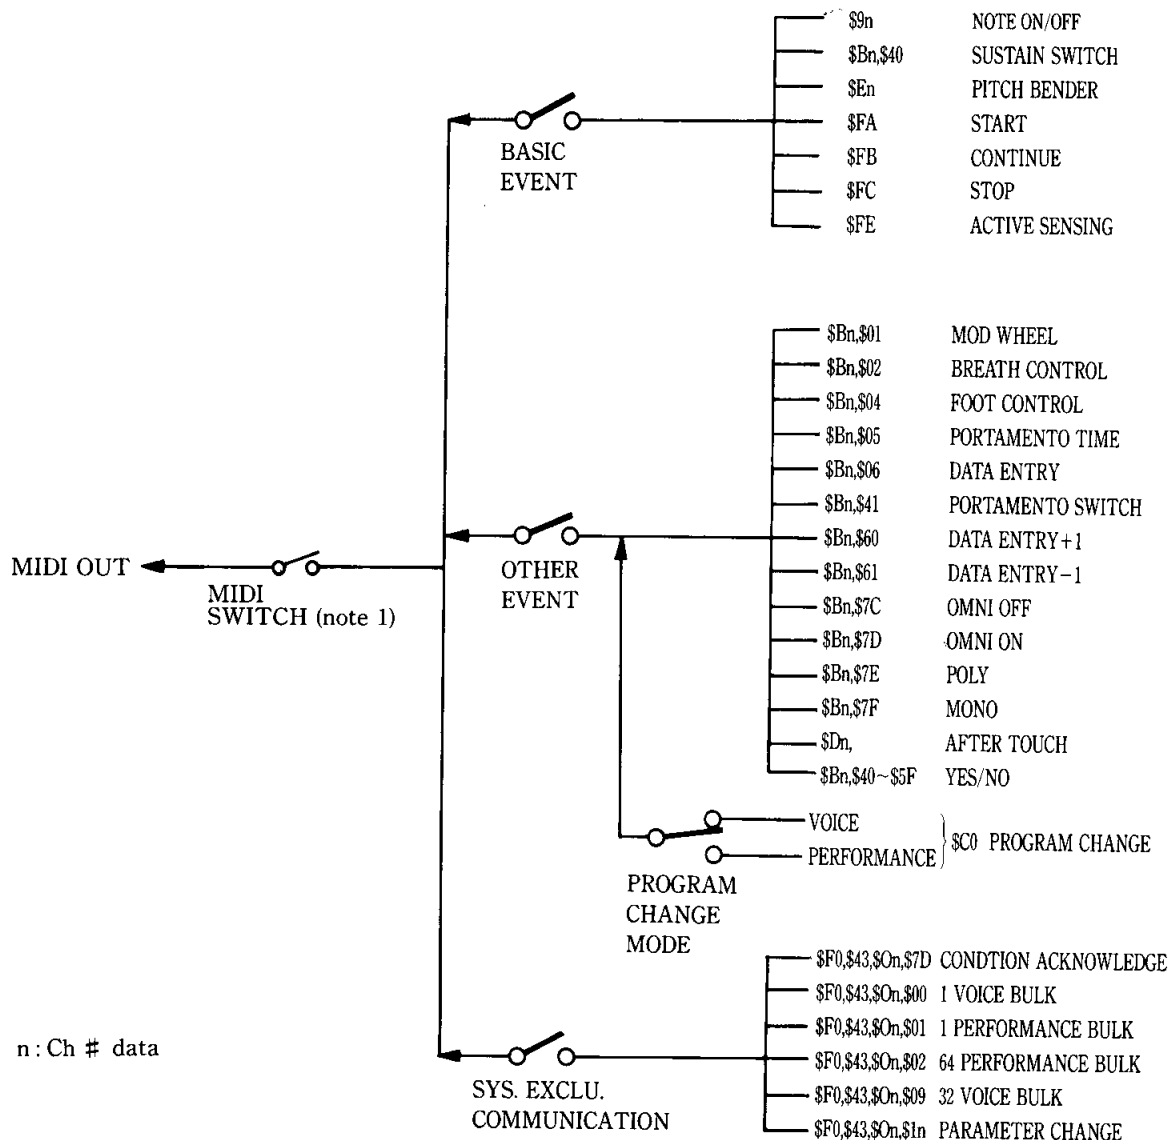 $9n NOTE ON/OFF
$Bn,$40 SUSTAIN SWITCH
$En PITCH BENDER
$FA START
$FB CONTINUE
$FC STOP
$FE ACTIVE SENSING
BASIC
EVENT
$Bn,$01 MOD WHEEL
$Bn,$02 BREATH CONTROL
$Bn,$04 FOOT CONTROL
$Bn,$05 PORTAMENTO TIME
$Bn,$06 DATA ENTRY
$Bn,$41 PORTAMENTO SWITCH
$Bn,$60 DATA ENTRY+1
$Bn,$61 DATA ENTRY−1
$Bn,$7C OMNI OFF
$Bn,$7D OMNI ON
$Bn,$7E POLY
$Bn,$7F MONO
$Dn, AFTER TOUCH
$Bn,$40~$5F YES/NO
OTHER
EVENT
MIDI OUT
MIDI
SWITCH (note 1)
VOICE
PERFORMANCE
$C0 PROGRAM CHANGE
PROGRAM
CHANGE
MODE
$F0,$43,$On,$7D CONDTION ACKNOWLEDGE
$F0,$43,$On,$00 1 VOICE BULK
$F0,$43,$On,$01 1 PERFORMANCE BULK
$F0,$43,$On,$02 64 PERFORMANCE BULK
$F0,$43,$On,$09 32 VOICE BULK
$F0,$43,$On,$1n PARAMETER CHANGE
n : Ch # data
SYS. EXCLU.
COMMUNICATION